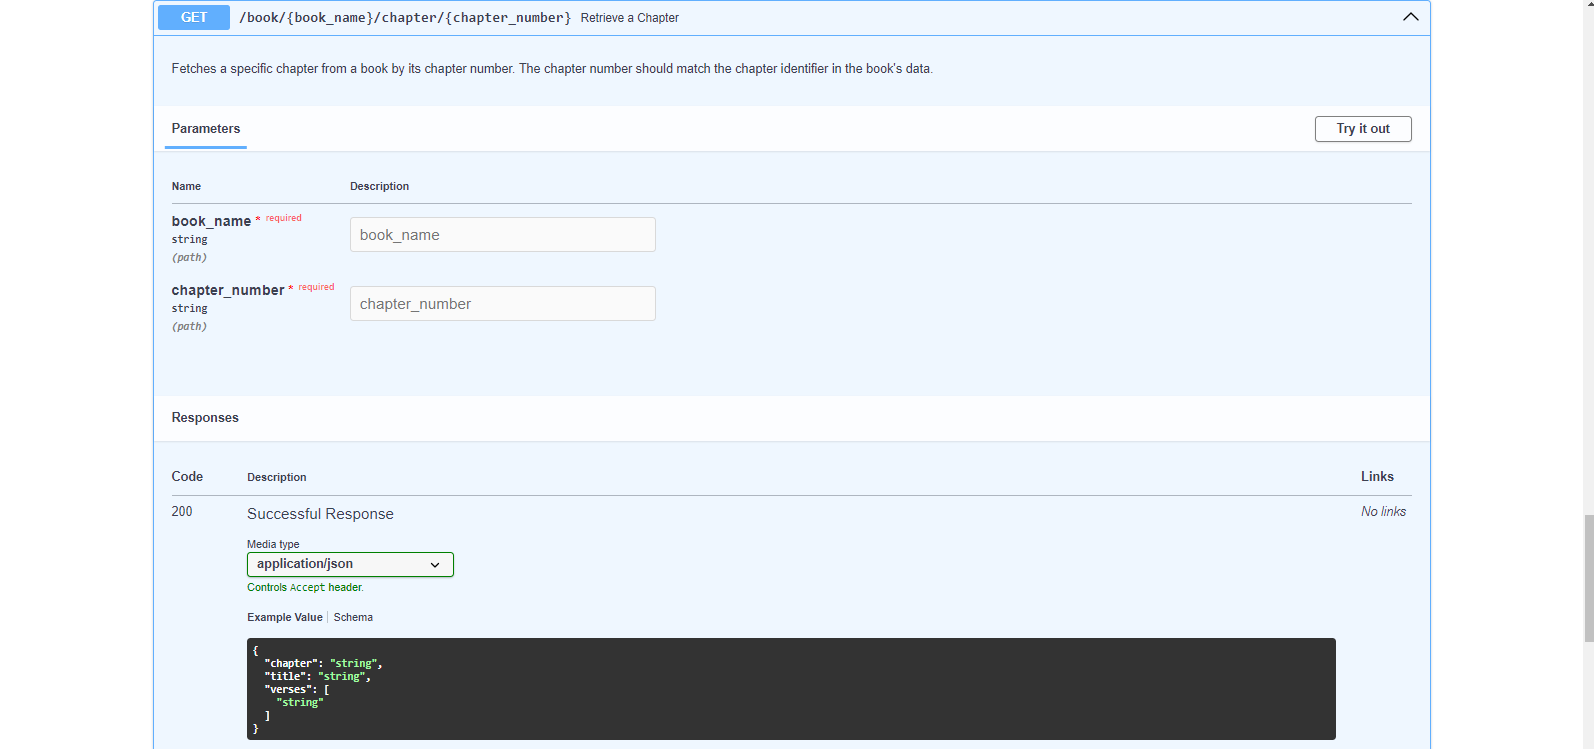 GET /book/{book_name}/chapter/{chapter_number} Retrieve a Chapter
Fetches a specific chapter from a book by its chapter number. The chapter number should match the chapter identifier in the book's data.
Parameters
Try it out
Name Description
book_name * required
string
(path)
book_name
chapter_number * required
string
(path)
chapter_number
Responses
Code Description Links
200 Successful Response No links
Media type
application/json
Controls Accept header.
Example Value Schema
{
  "chapter": "string",
  "title": "string",
  "verses": [
    "string"
  ]
}